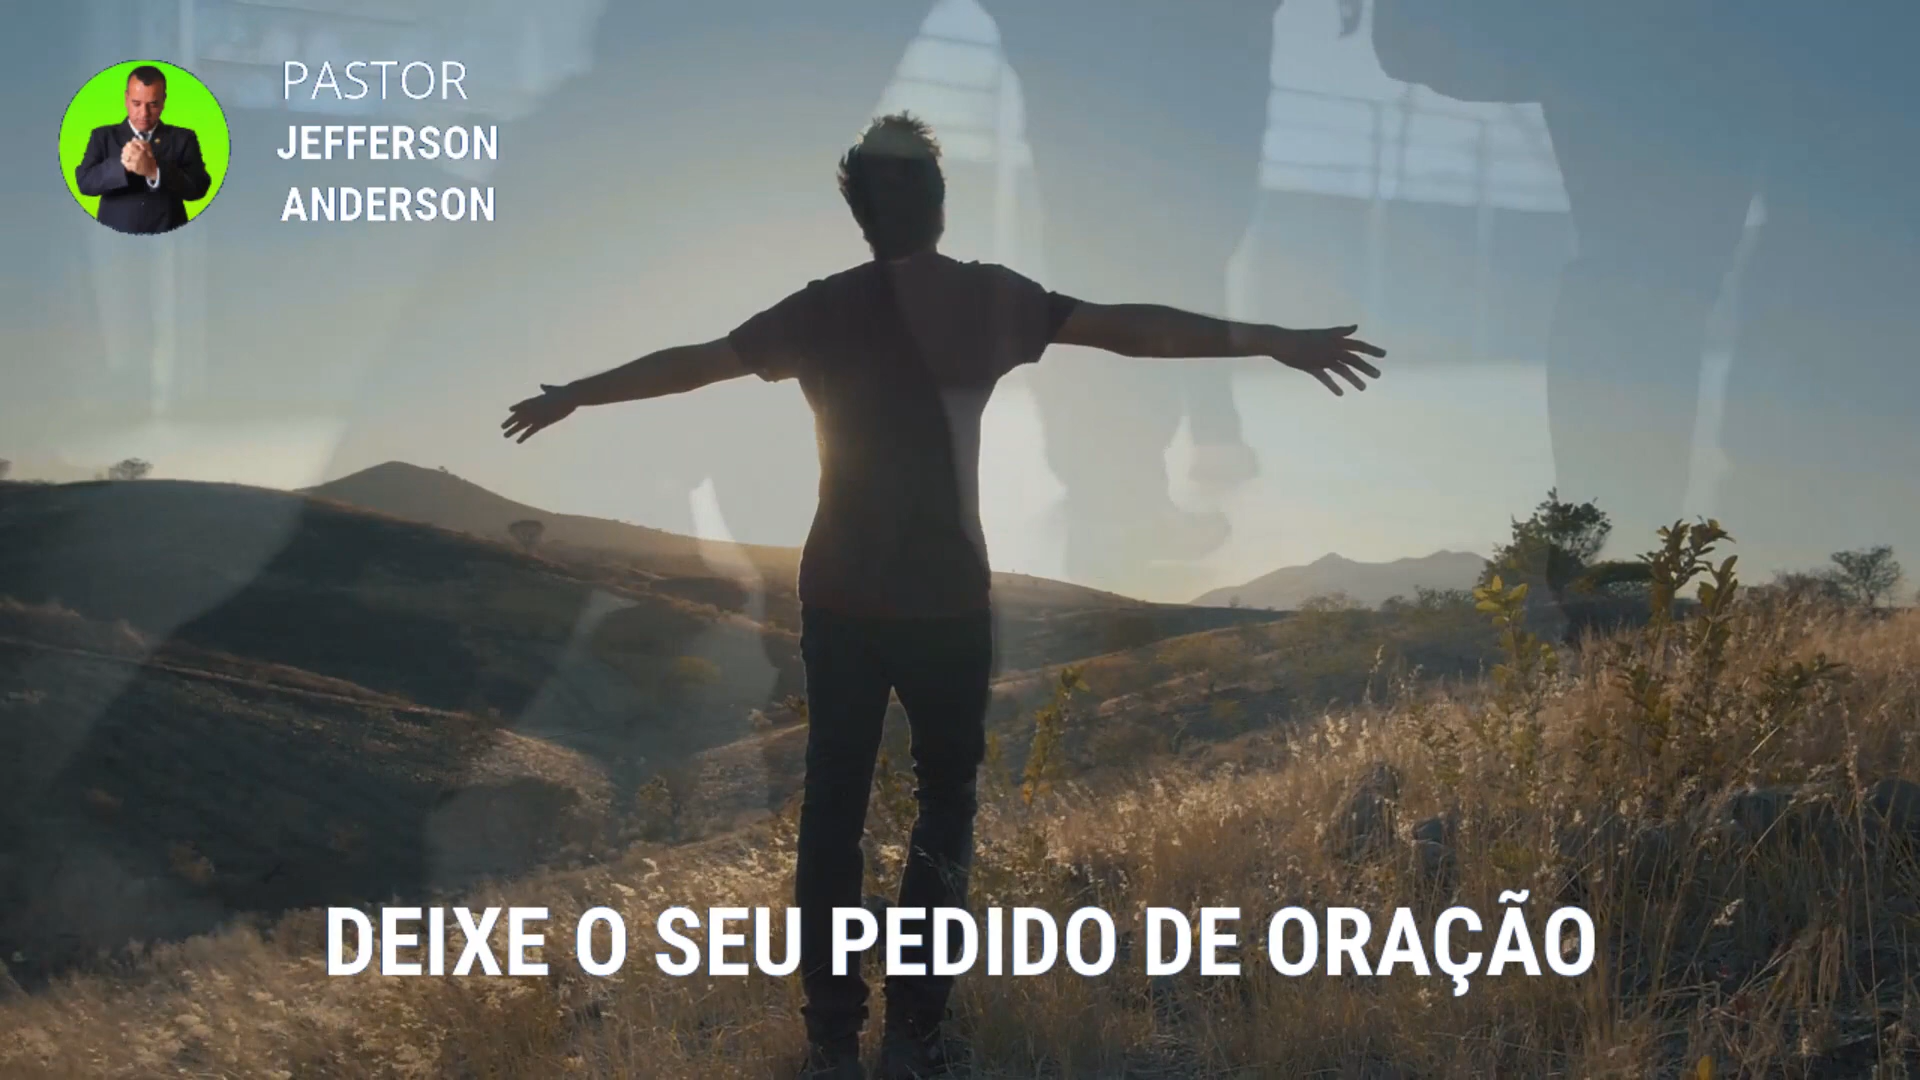 PASTOR
JEFFERSON
ANDERSON
DEIXE O SEU PEDIDO DE ORAÇÃO